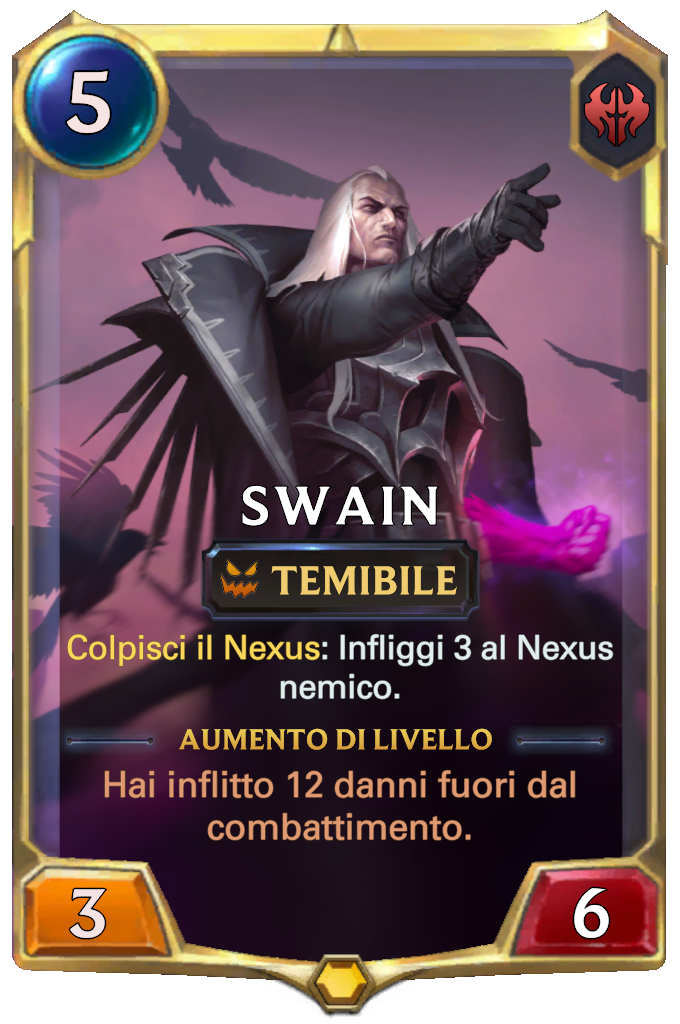 5
SWAIN
TEMIBILE
Colpisci il Nexus: Infliggi 3 al Nexus
nemico.
AUMENTO DI LIVELLO
Hai inflitto 12 danni fuori dal
combattimento.
3
6